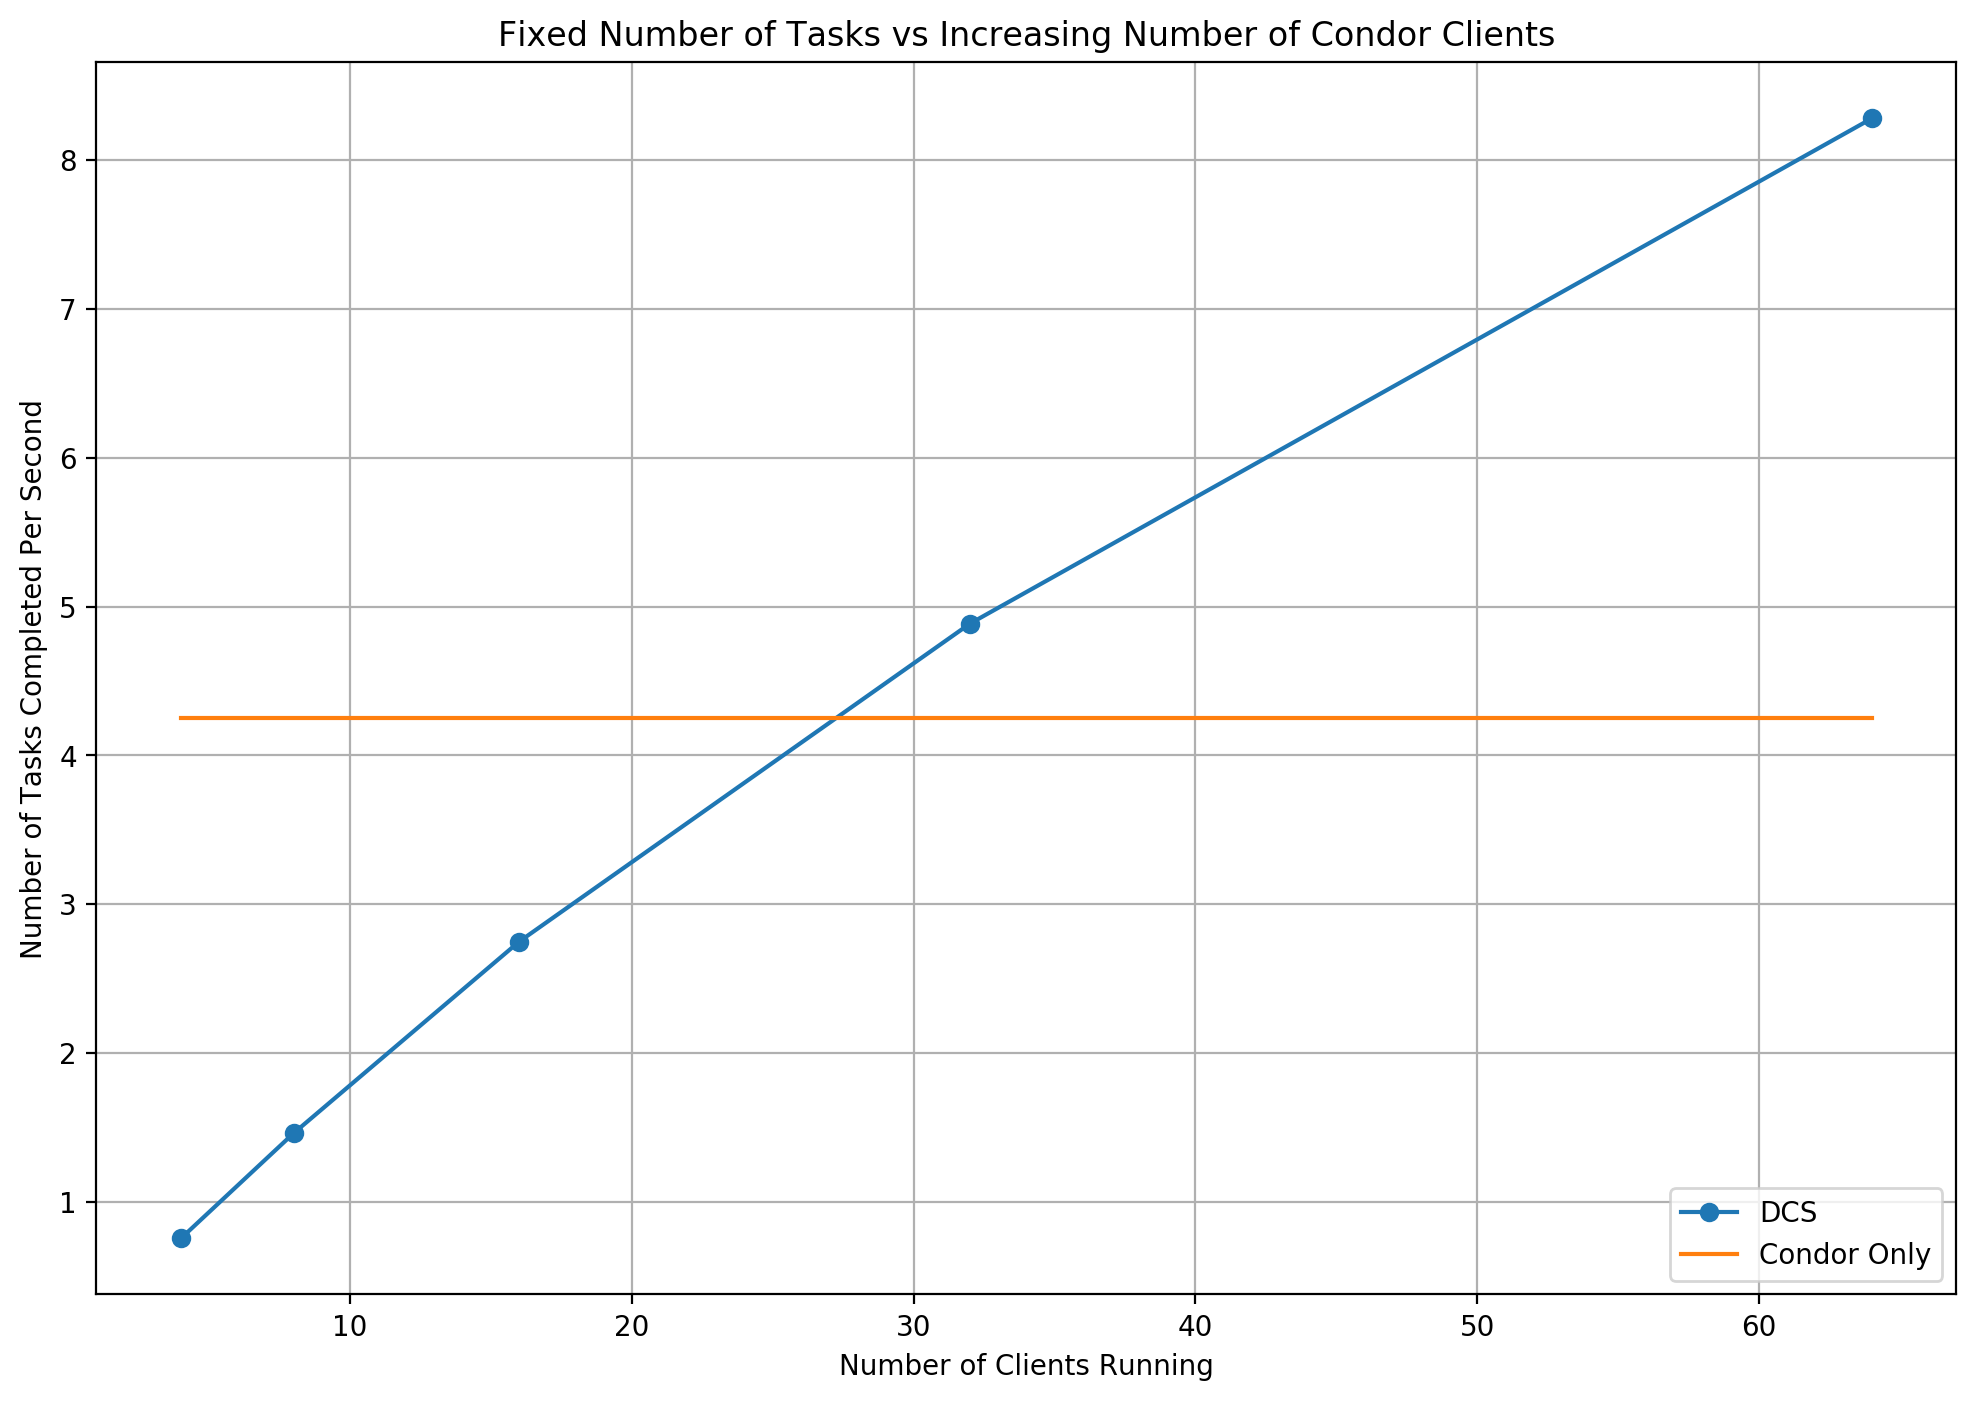 Fixed Number of Tasks vs Increasing Number of Condor Clients
Number of Tasks Completed Per Second
8
7
6
5
4
3
2
1
DCS
Condor Only
10 20 30 40 50 60
Number of Clients Running